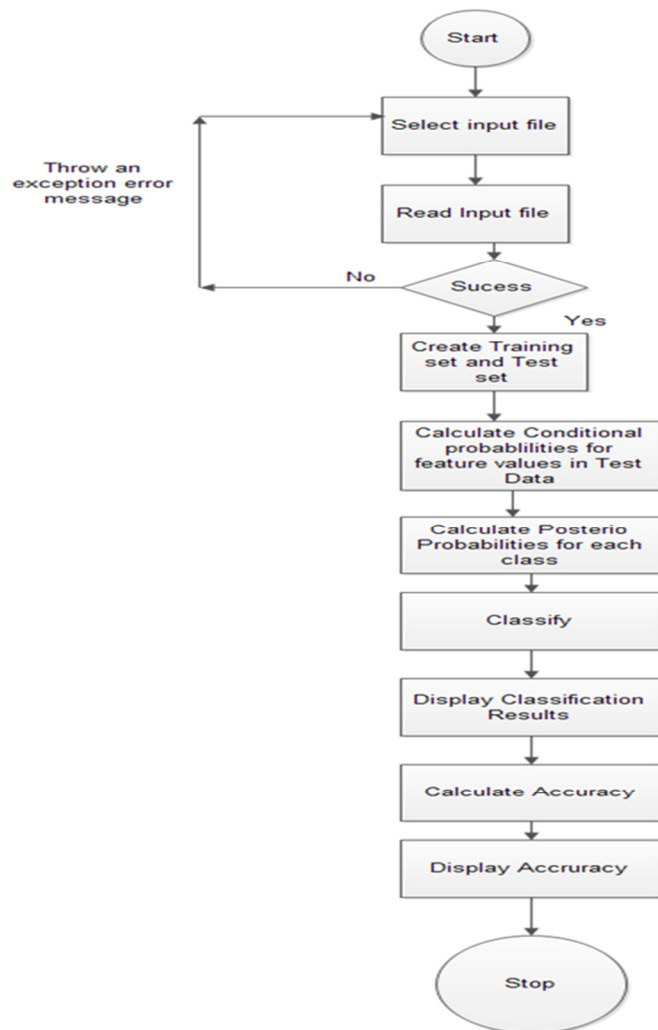 Start
Select input file
Throw an
exception error
message
Read Input file
No
Sucess
Yes
Create Training
set and Test
set
Calculate Conditional
probablilities for
feature values in Test
Data
Calculate Posterio
Probabilities for each
class
Classify
Display Classification
Results
Calculate Accuracy
Display Accruracy
Stop